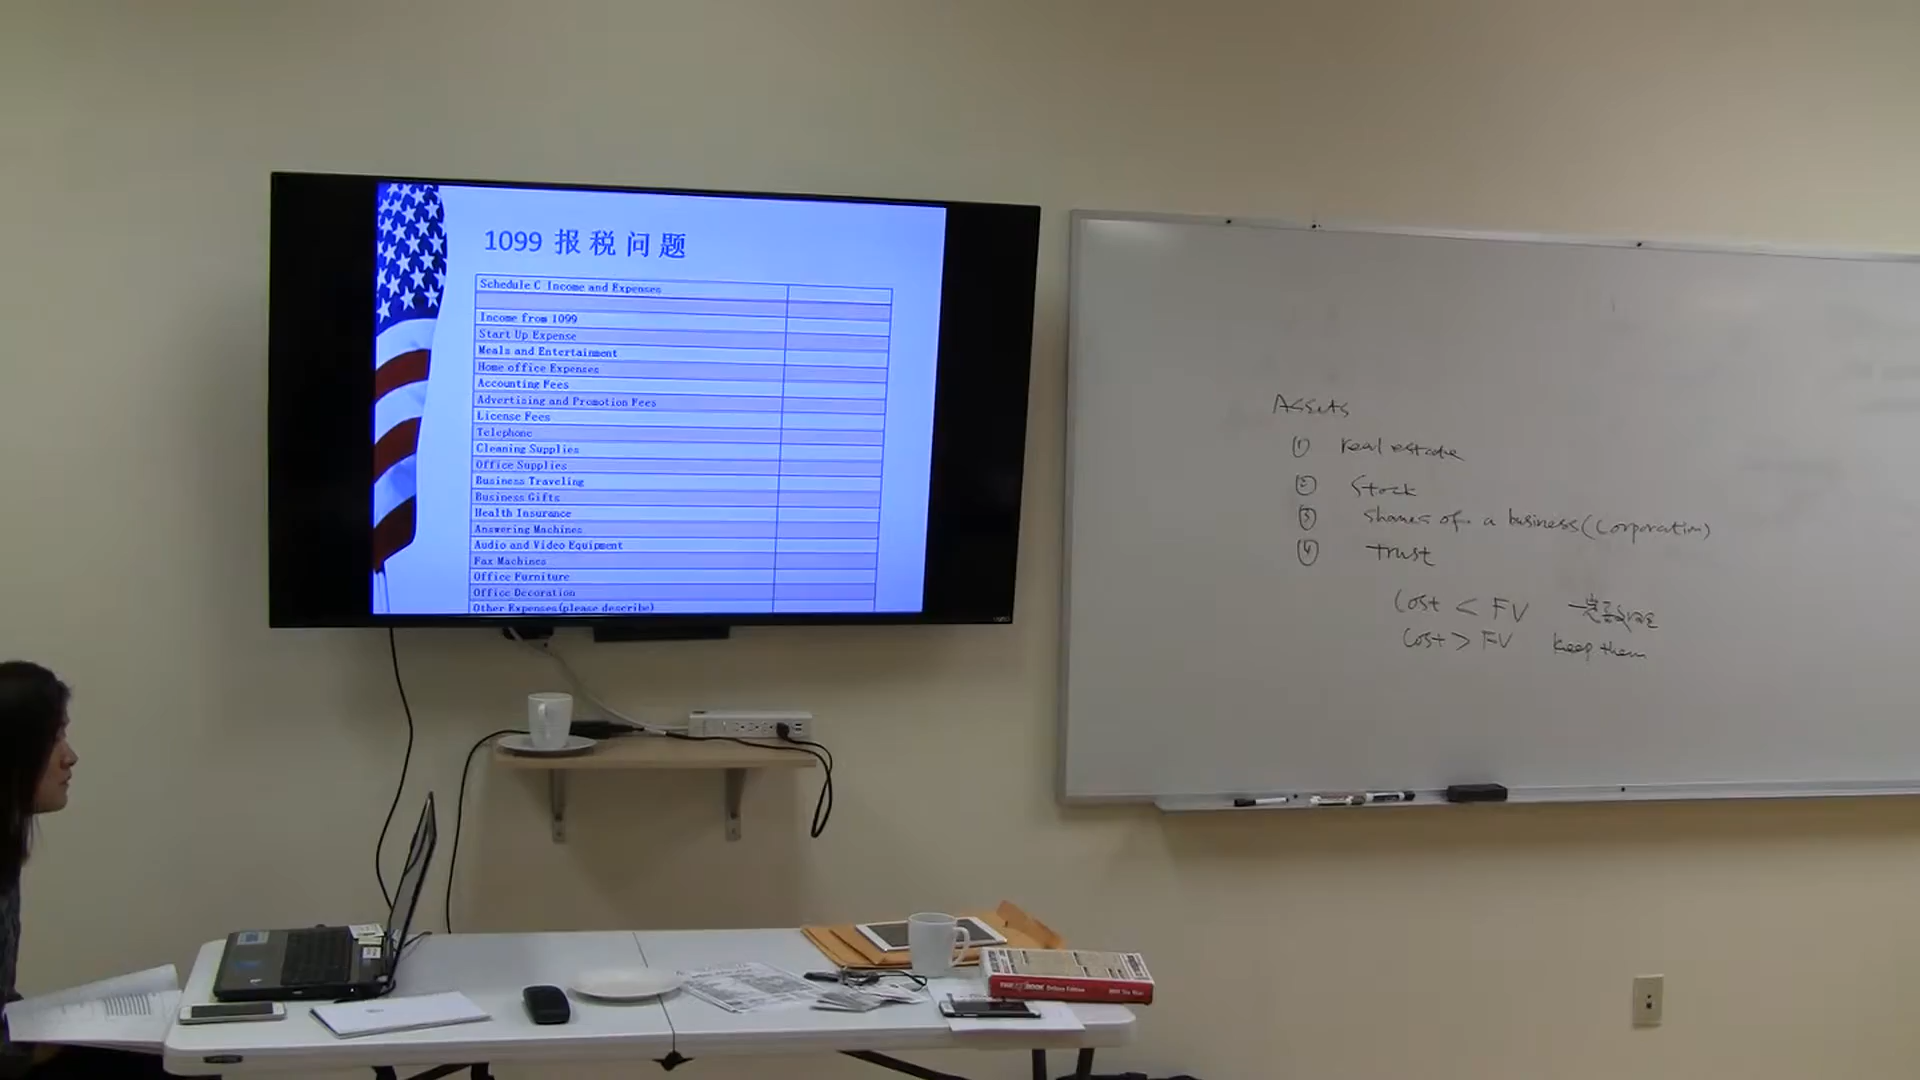 1099 报税问题
Schedule C Income and Expenses
Income from 1099
Start Up Expense
Meals and Entertainment
Home office Expenses
Accounting Fees
Advertising and Promotion Fees
License Fees
Telephone
Cleaning Supplies
Office Supplies
Business Traveling
Business Gifts
Health Insurance
Answering Machines
Audio and Video Equipment
Fax Machines
Office Furniture
Office Decoration
Other Expenses(please describe)
Assets
① real estate
② Stock
③ shares of a business (Corporation)
④ trust
Cost < FV
Cost > FV keep them
Deluxe Edition